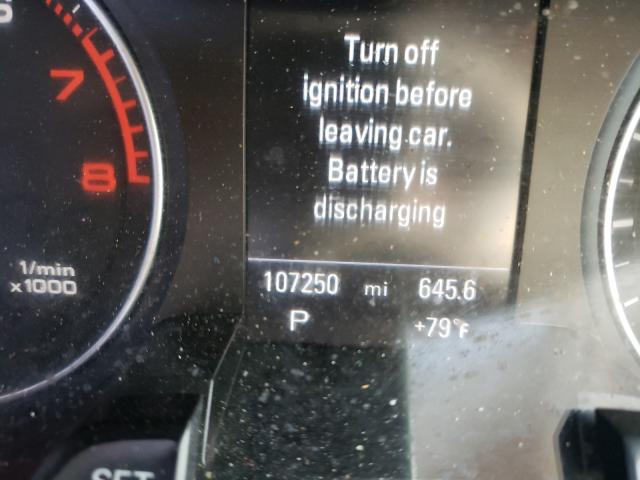 7
8
1/min
x1000
Turn off
ignition before
leaving car.
Battery is
discharging
107250 mi 645.6
P +79°F
SET